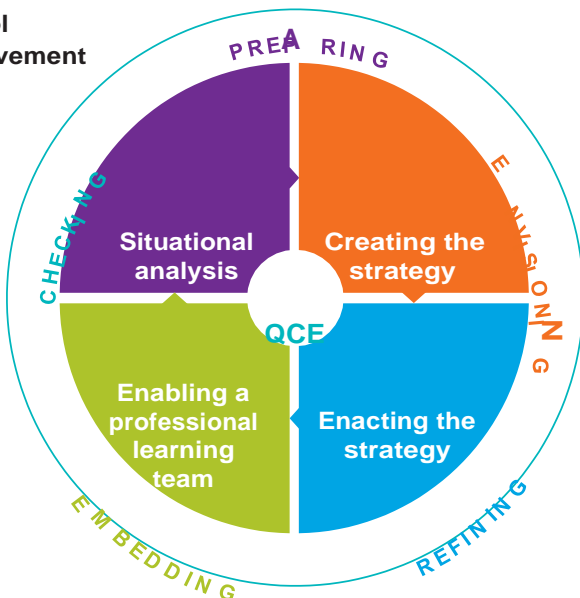 ol
vement
PREPARING
ENVISIONING
CHECKING
Situational
analysis
Creating the
strategy
QCE
Enabling a
professional
learning
team
Enacting the
strategy
EMBEDDING
REFINING